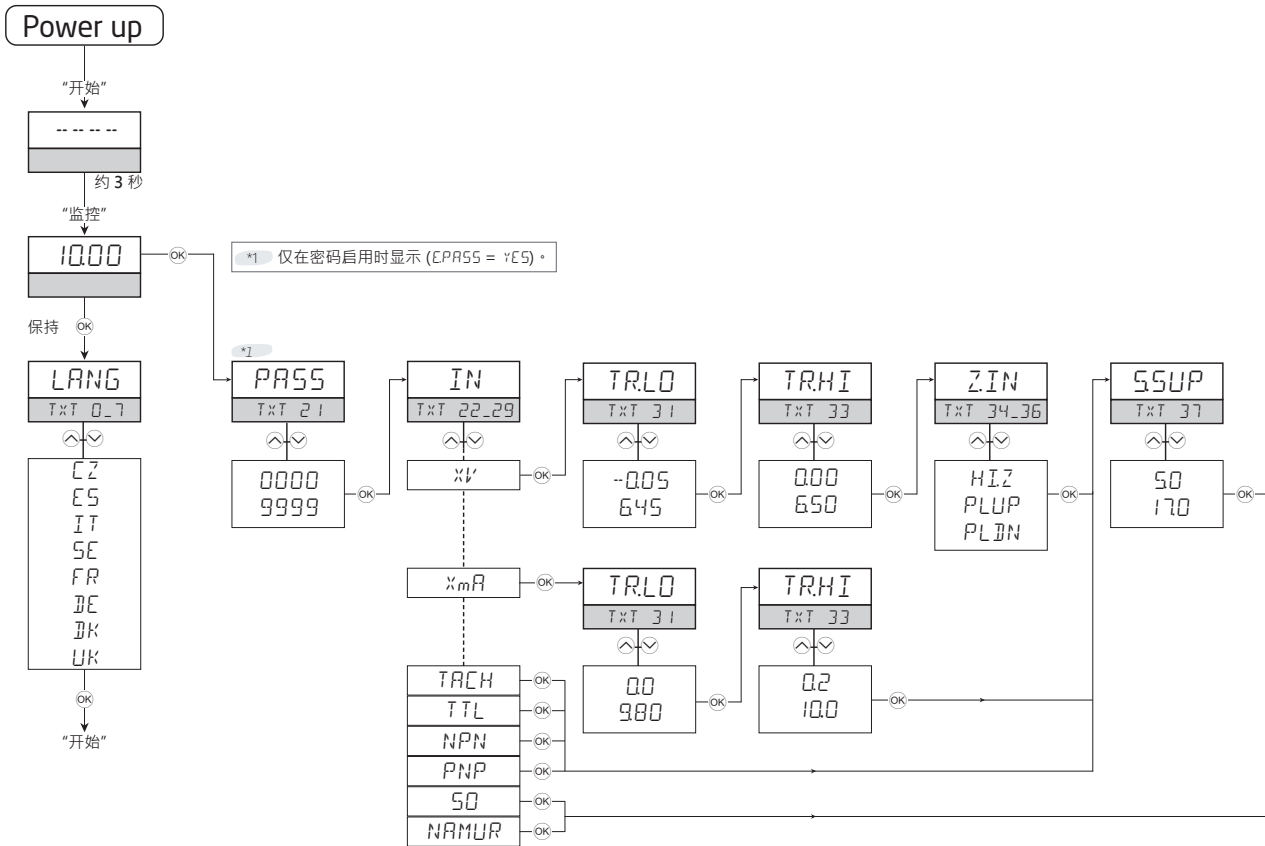 Power up
“开始”
-- -- -- --
约 3 秒
“监控”
10.00
OK
*1 仅在密码启用时显示 (E.PASS = YES)。
保持 OK
LANG
TXT 0_7
CZ
ES
IT
SE
FR
DE
DK
UK
OK
“开始”
*1
PASS
TXT 21
0000
9999
OK
IN
TXT 22_29
XV
OK
XmA
OK
TACH
OK
TTL
OK
NPN
OK
PNP
OK
S0
OK
NAMUR
OK
TR.LO
TXT 31
--0.05
6.45
OK
TR.HI
TXT 33
0.00
6.50
OK
Z.IN
TXT 34_36
HI.Z
PLUP
PLDN
OK
S.SUP
TXT 37
5.0
17.0
OK
TR.LO
TXT 31
0.0
9.80
OK
TR.HI
TXT 33
0.2
10.0
OK